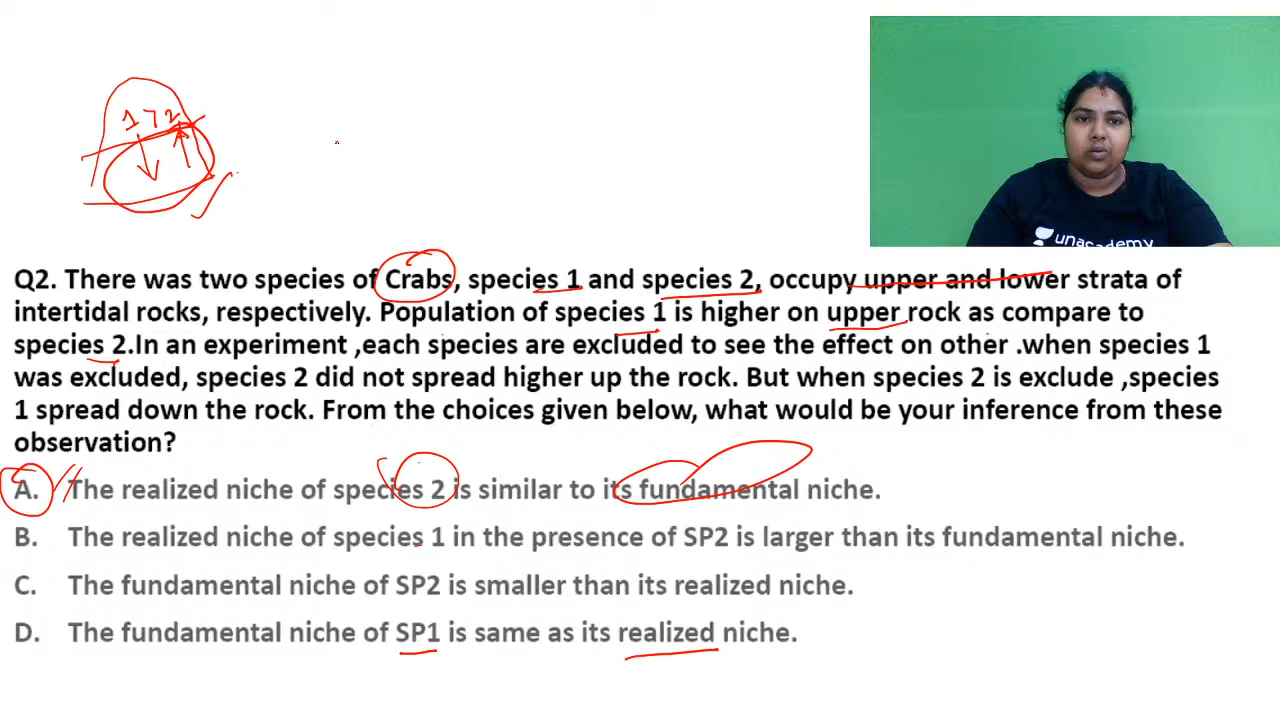 1 > 2
unacademy
Q2. There was two species of Crabs, species 1 and species 2, occupy upper and lower strata of
intertidal rocks, respectively. Population of species 1 is higher on upper rock as compare to
species 2.In an experiment ,each species are excluded to see the effect on other .when species 1
was excluded, species 2 did not spread higher up the rock. But when species 2 is exclude ,species
1 spread down the rock. From the choices given below, what would be your inference from these
observation?
A. The realized niche of species 2 is similar to its fundamental niche.
B. The realized niche of species 1 in the presence of SP2 is larger than its fundamental niche.
C. The fundamental niche of SP2 is smaller than its realized niche.
D. The fundamental niche of SP1 is same as its realized niche.